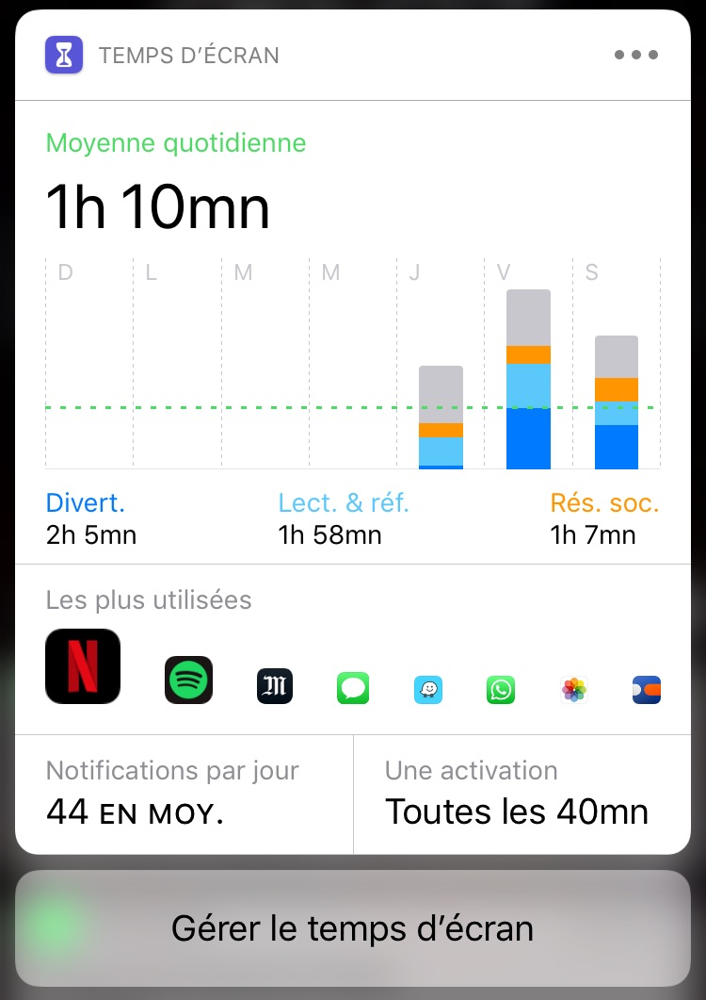 TEMPS D’ÉCRAN
Moyenne quotidienne
1h 10mn
D L M M J V S
Divert. Lect. & réf. Rés. soc.
2h 5mn 1h 58mn 1h 7mn
Les plus utilisées
Notifications par jour Une activation
44 EN MOY. Toutes les 40mn
Gérer le temps d’écran